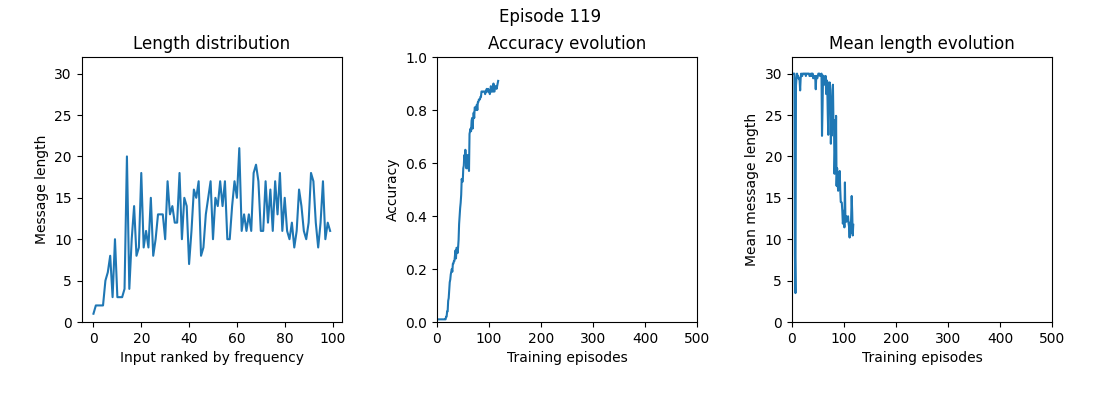 Episode 119
Length distribution
Accuracy evolution
Mean length evolution
Message length
30
25
20
15
10
5
0
0 20 40 60 80 100
Input ranked by frequency
Accuracy
1.0
0.8
0.6
0.4
0.2
0.0
0 100 200 300 400 500
Training episodes
Mean message length
30
25
20
15
10
5
0
0 100 200 300 400 500
Training episodes